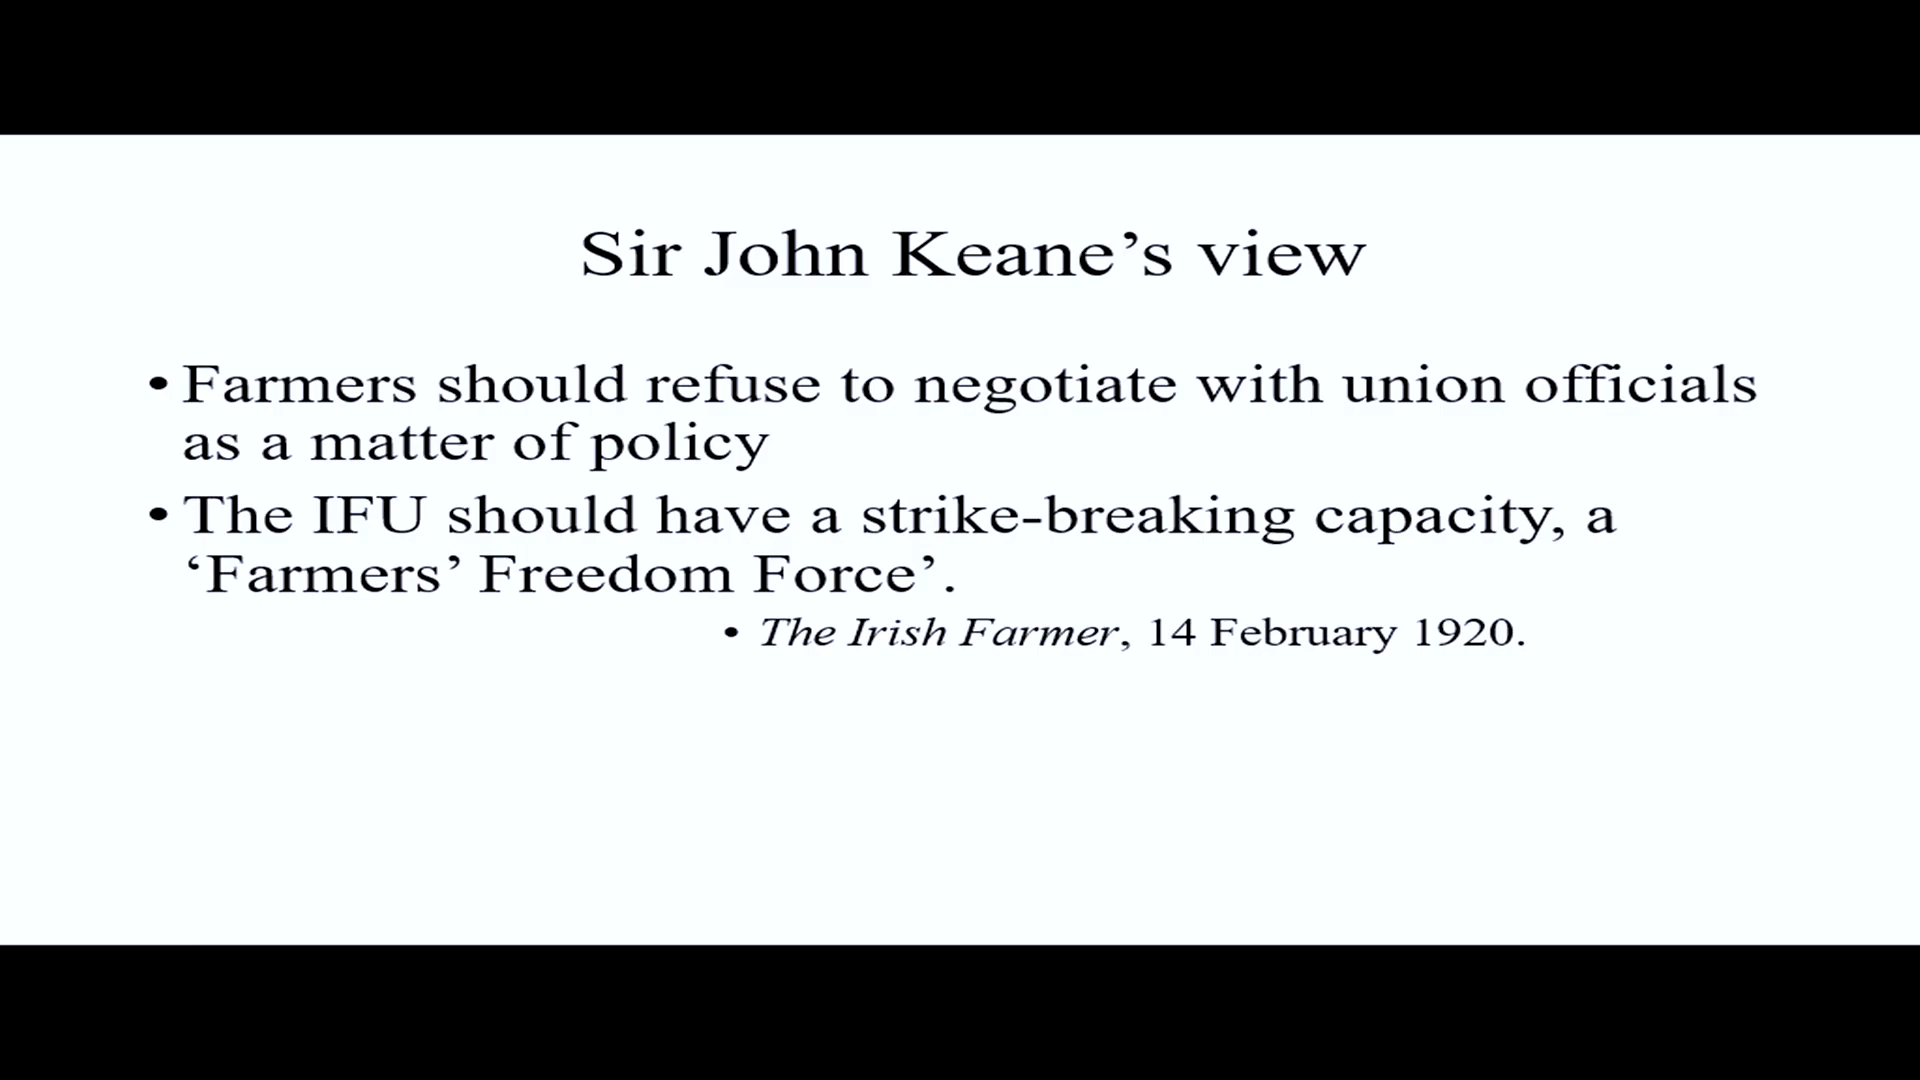 Sir John Keane’s view
• Farmers should refuse to negotiate with union officials
as a matter of policy
• The IFU should have a strike-breaking capacity, a
‘Farmers’ Freedom Force’.
• The Irish Farmer, 14 February 1920.